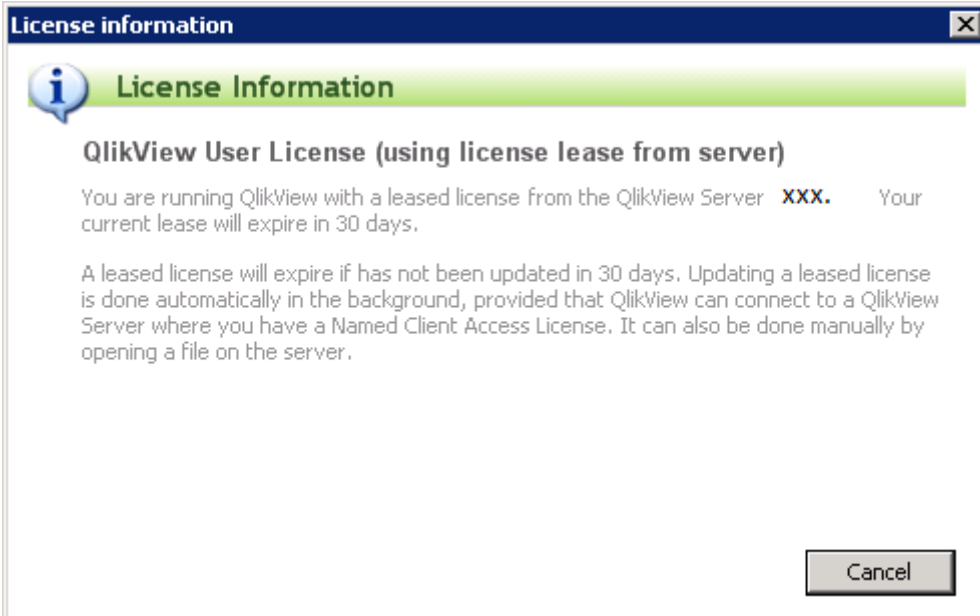 License information
License Information
QlikView User License (using license lease from server)
You are running QlikView with a leased license from the QlikView Server XXX. Your
current lease will expire in 30 days.
A leased license will expire if has not been updated in 30 days. Updating a leased license
is done automatically in the background, provided that QlikView can connect to a QlikView
Server where you have a Named Client Access License. It can also be done manually by
opening a file on the server.
Cancel